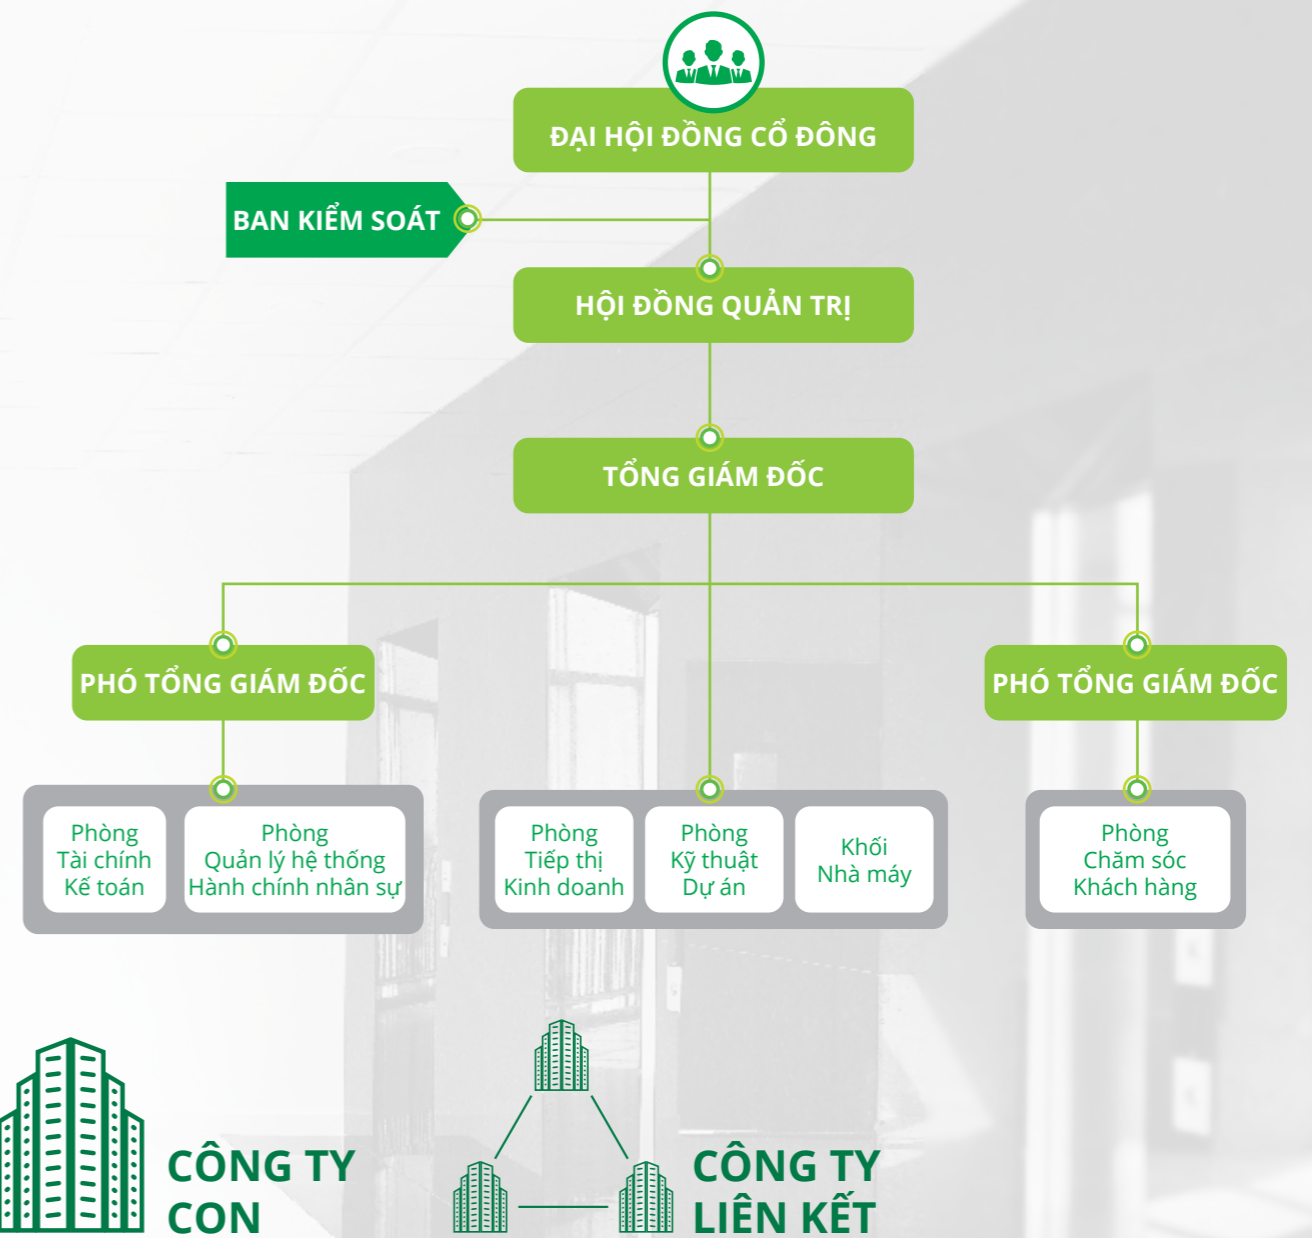 ĐẠI HỘI ĐỒNG CỔ ĐÔNG
BAN KIỂM SOÁT
HỘI ĐỒNG QUẢN TRỊ
TỔNG GIÁM ĐỐC
PHÓ TỔNG GIÁM ĐỐC
PHÓ TỔNG GIÁM ĐỐC
Phòng
Tài chính
Kế toán
Phòng
Quản lý hệ thống
Hành chính nhân sự
Phòng
Tiếp thị
Kinh doanh
Phòng
Kỹ thuật
Dự án
Khối
Nhà máy
Phòng
Chăm sóc
Khách hàng
CÔNG TY
CON
CÔNG TY
LIÊN KẾT